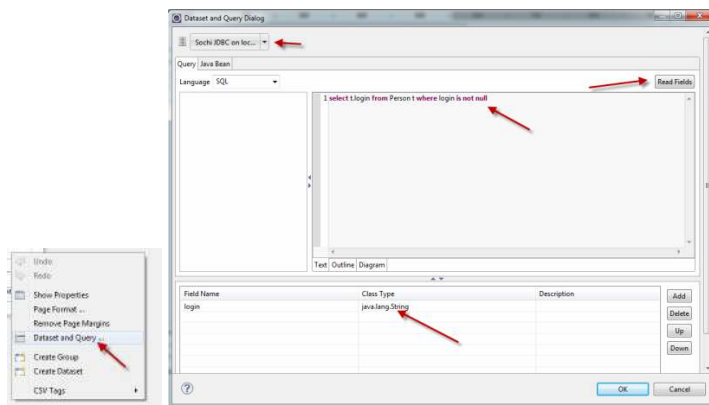 Undo
Redo
Show Properties
Page Format ...
Remove Page Margins
Dataset and Query ...
Create Group
Create Dataset
CSV Tags
Dataset and Query Dialog
Sochi JDBC on loc...
Query Java Bean
Language SQL
Read Fields
1 select t.login from Person t where login is not null
Text Outline Diagram
Field Name Class Type Description
login java.lang.String
Add
Delete
Up
Down
OK Cancel